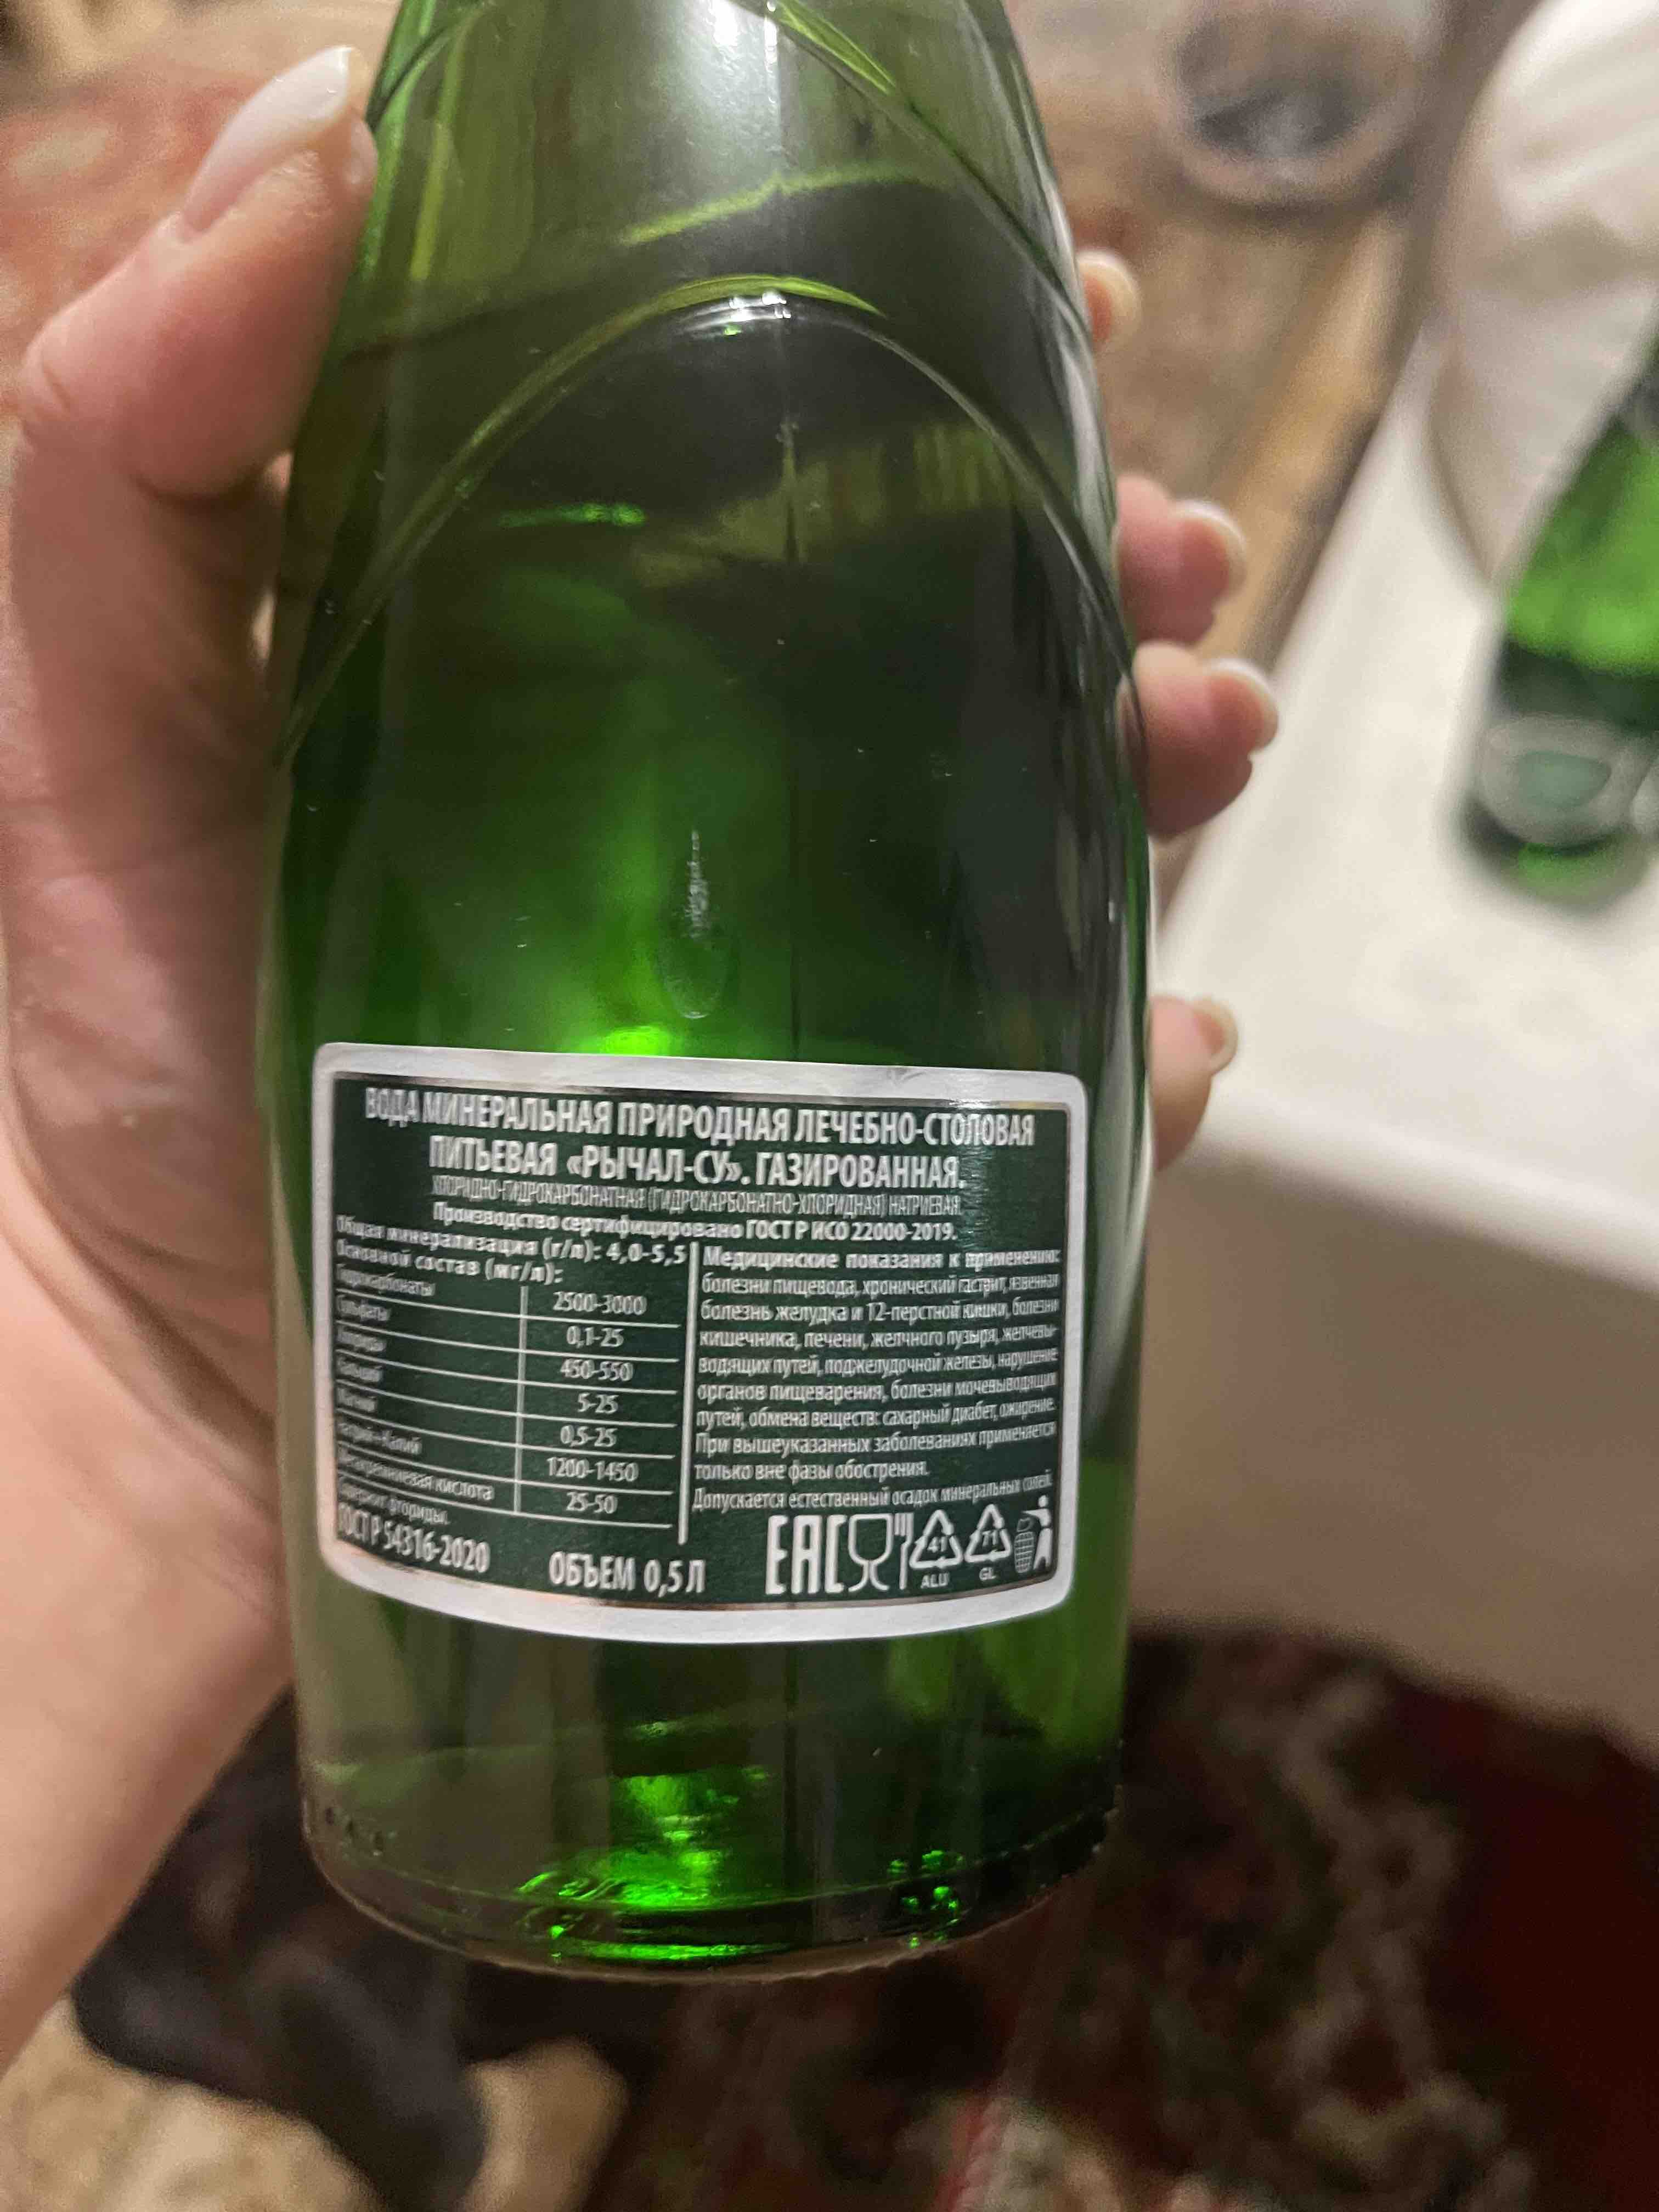 ВОДА МИНЕРАЛЬНАЯ ПРИРОДНАЯ ЛЕЧЕБНО-СТОЛОВАЯ
ПИТЬЕВАЯ «РЫЧАЛ-СУ». ГАЗИРОВАННАЯ.
ХЛОРИДНО-ГИДРОКАРБОНАТНАЯ (ГИДРОКАРБОНАТНО-ХЛОРИДНАЯ) НАТРИЕВАЯ.
Производство сертифицировано ГОСТ Р ИСО 22000-2019.
Общая минерализация (г/л): 4,0-5,5
Основной состав (мг/л):
Гидрокарбонаты 2500-3000
Сульфаты 0,1-25
Хлориды 450-550
Кальций 5-25
Магний 0,5-25
Натрий+Калий 1200-1450
Метакремниевая кислота 25-50
Содержит фториды.
ГОСТ Р 54316-2020
ОБЪЕМ 0,5 Л
Медицинские показания к применению:
болезни пищевода, хронический гастрит, язвенная
болезнь желудка и 12-перстной кишки, болезни
кишечника, печени, желчного пузыря, желчевы-
водящих путей, поджелудочной железы, нарушение
органов пищеварения, болезни мочевыводящих
путей, обмена веществ: сахарный диабет, ожирение.
При вышеуказанных заболеваниях применяется
только вне фазы обострения.
Допускается естественный осадок минеральных солей.
EAC
41
ALU
71
GL